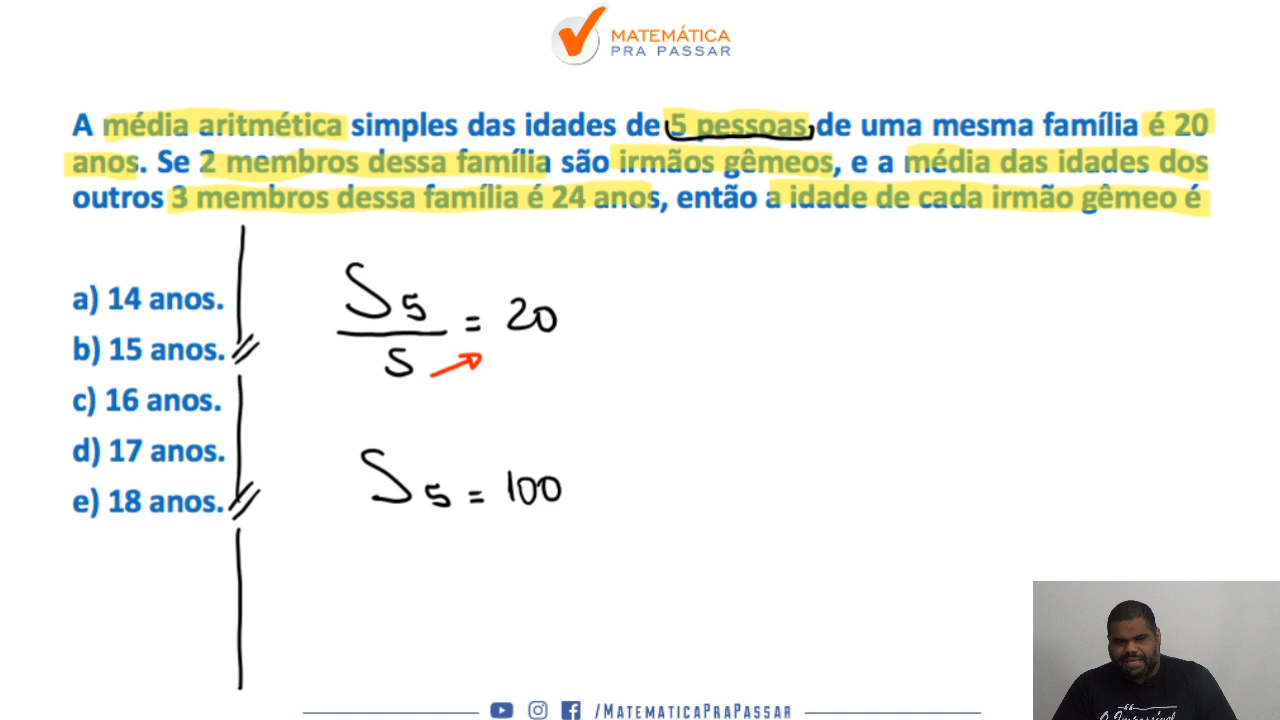 MATEMÁTICA
PRA PASSAR
A média aritmética simples das idades de 5 pessoas de uma mesma família é 20
anos. Se 2 membros dessa família são irmãos gêmeos, e a média das idades dos
outros 3 membros dessa família é 24 anos, então a idade de cada irmão gêmeo é
a) 14 anos.
b) 15 anos.
c) 16 anos.
d) 17 anos.
e) 18 anos.
S5
5
= 20
S5 = 100
/MATEMATICAPRAPASSAR
O Impossível